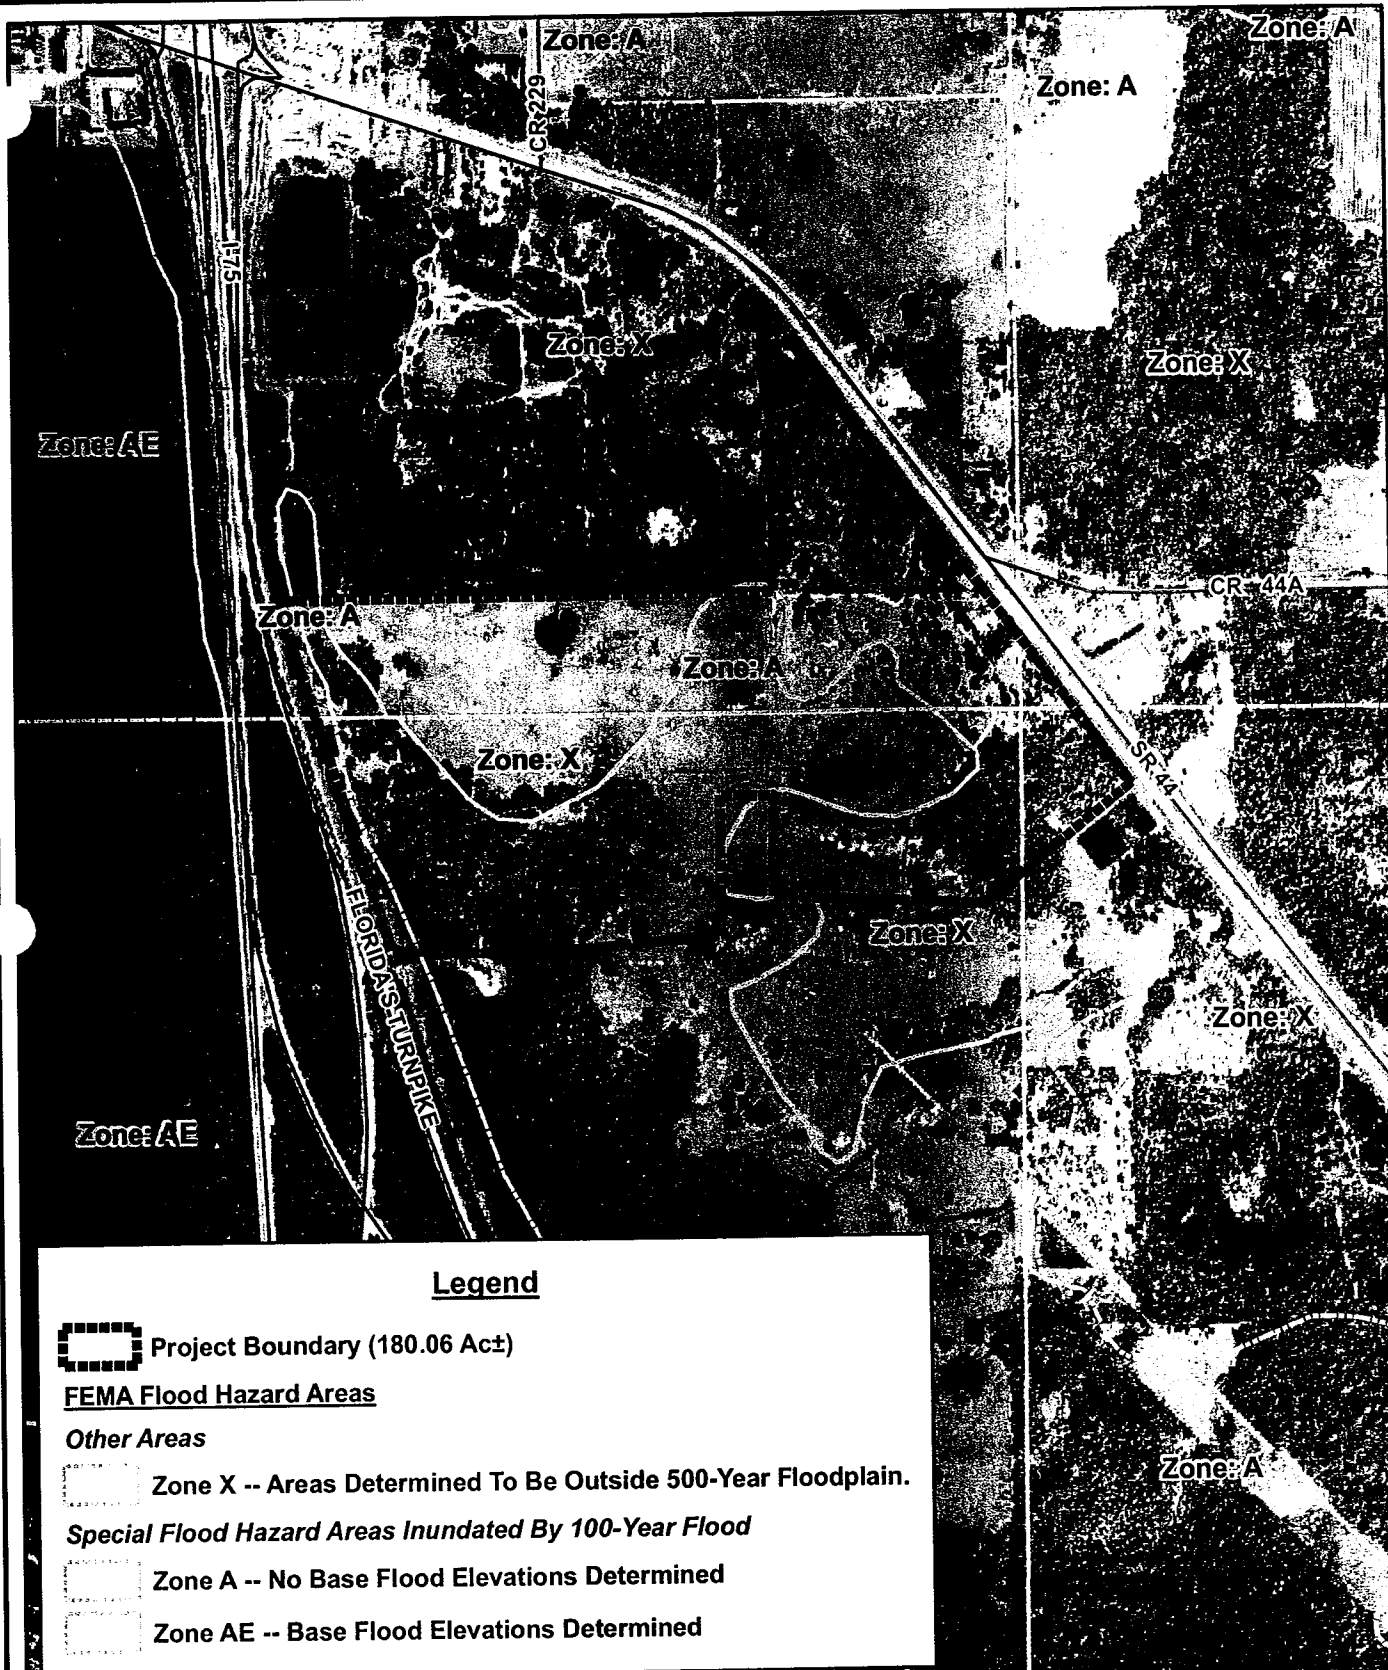 Zone: A
Zone: A
Zone: A
CR 229
I-75
Zone: X
Zone: X
Zone: AE
CR 44A
Zone: A
Zone: A
Zone: X
SR 44
FLORIDA'S TURNPIKE
Zone: X
Zone: X
Zone: AE
Legend
Project Boundary (180.06 Ac±)
FEMA Flood Hazard Areas
Other Areas
Zone X -- Areas Determined To Be Outside 500-Year Floodplain.
Special Flood Hazard Areas Inundated By 100-Year Flood
Zone A -- No Base Flood Elevations Determined
Zone AE -- Base Flood Elevations Determined
Zone: A